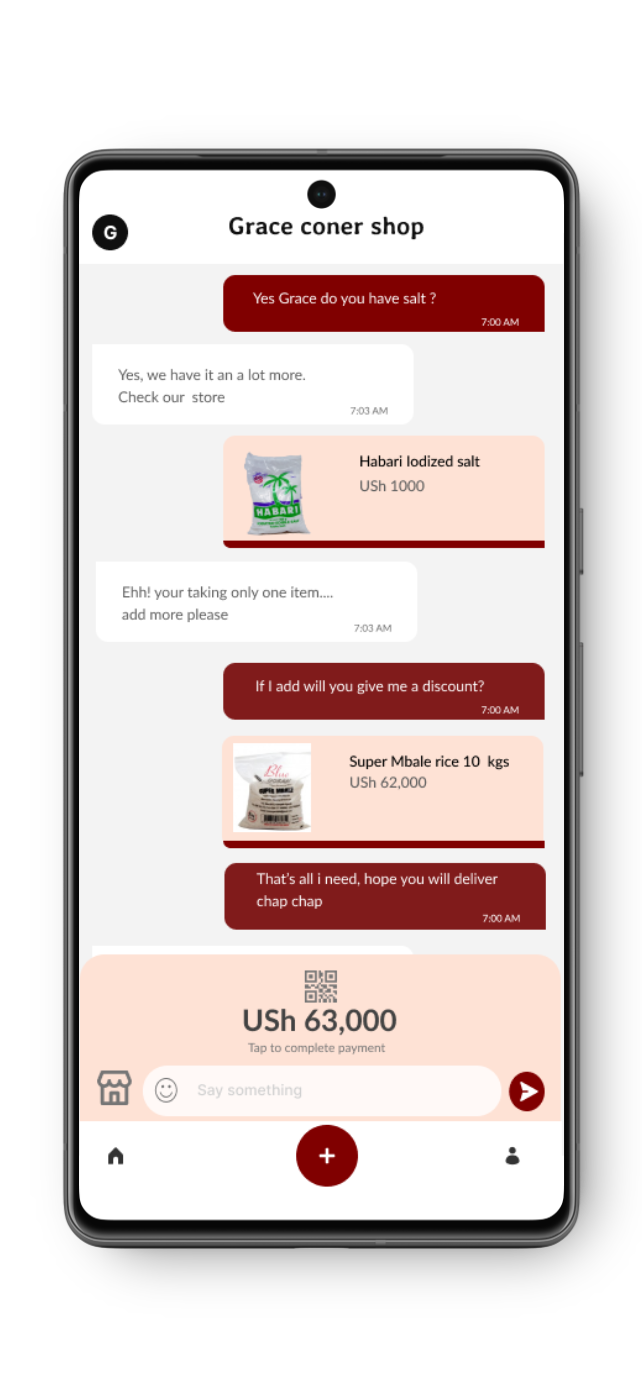 G
Grace coner shop
Yes Grace do you have salt ?
7:00 AM
Yes, we have it an a lot more.
Check our  store
7:03 AM
HABARI
Habari Iodized salt
USh 1000
Ehh! your taking only one item....
add more please
7:03 AM
If I add will you give me a discount?
7:00 AM
SUPER MBALE
Super Mbale rice 10  kgs
USh 62,000
That's all i need, hope you will deliver
chap chap
7:00 AM
USh 63,000
Tap to complete payment
Say something